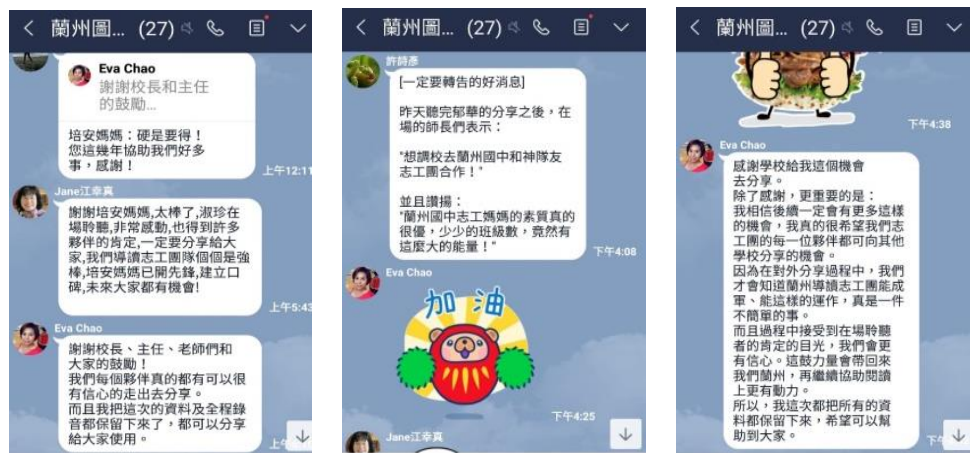 蘭州圖... (27)
Eva Chao
謝謝校長和主任
的鼓勵...
培安媽媽：硬是要得！
您這幾年協助我們好多
事，感謝！
上午12:11
Jane江幸真
謝謝培安媽媽,太棒了,淑珍在
場聆聽,非常感動,也得到許多
夥伴的肯定,一定要分享給大
家,我們導讀志工團隊個個是強
棒,培安媽媽已開先鋒,建立口
碑,未來大家都有機會!
上午5:43
Eva Chao
謝謝校長、主任、老師們和
大家的鼓勵！
我們每個夥伴真的都有可以很
有信心的走出去分享。
而且我把這次的資料及全程錄
音都保留下來了，都可以分享
給大家使用。
蘭州圖... (27)
許詩彥
[一定要轉告的好消息]
昨天聽完郁華的分享之後，在
場的師長們表示：
"想調校去蘭州國中和神隊友
志工團合作！"
並且讚揚：
"蘭州國中志工媽媽的素質真的
很優，少少的班級數，竟然有
這麼大的能量！"
下午4:08
Eva Chao
加油
下午4:25
Jane江幸真
蘭州圖... (27)
下午4:38
Eva Chao
感謝學校給我這個機會
去分享。
除了感謝，更重要的是：
我相信後續一定會有更多這樣
的機會，我真的很希望我們志
工團的每一位夥伴都可向其他
學校分享的機會。
因為在對外分享過程中，我們
才會知道蘭州導讀志工團能成
軍、能這樣的運作，真是一件
不簡單的事。
而且過程中接受到在場聆聽
者的肯定的目光，我們會更
有信心。這鼓力量會帶回來
我們蘭州，再繼續協助閱讀
上更有動力。
所以，我這次都把所有的資
料都保留下來，希望可以幫
助到大家。